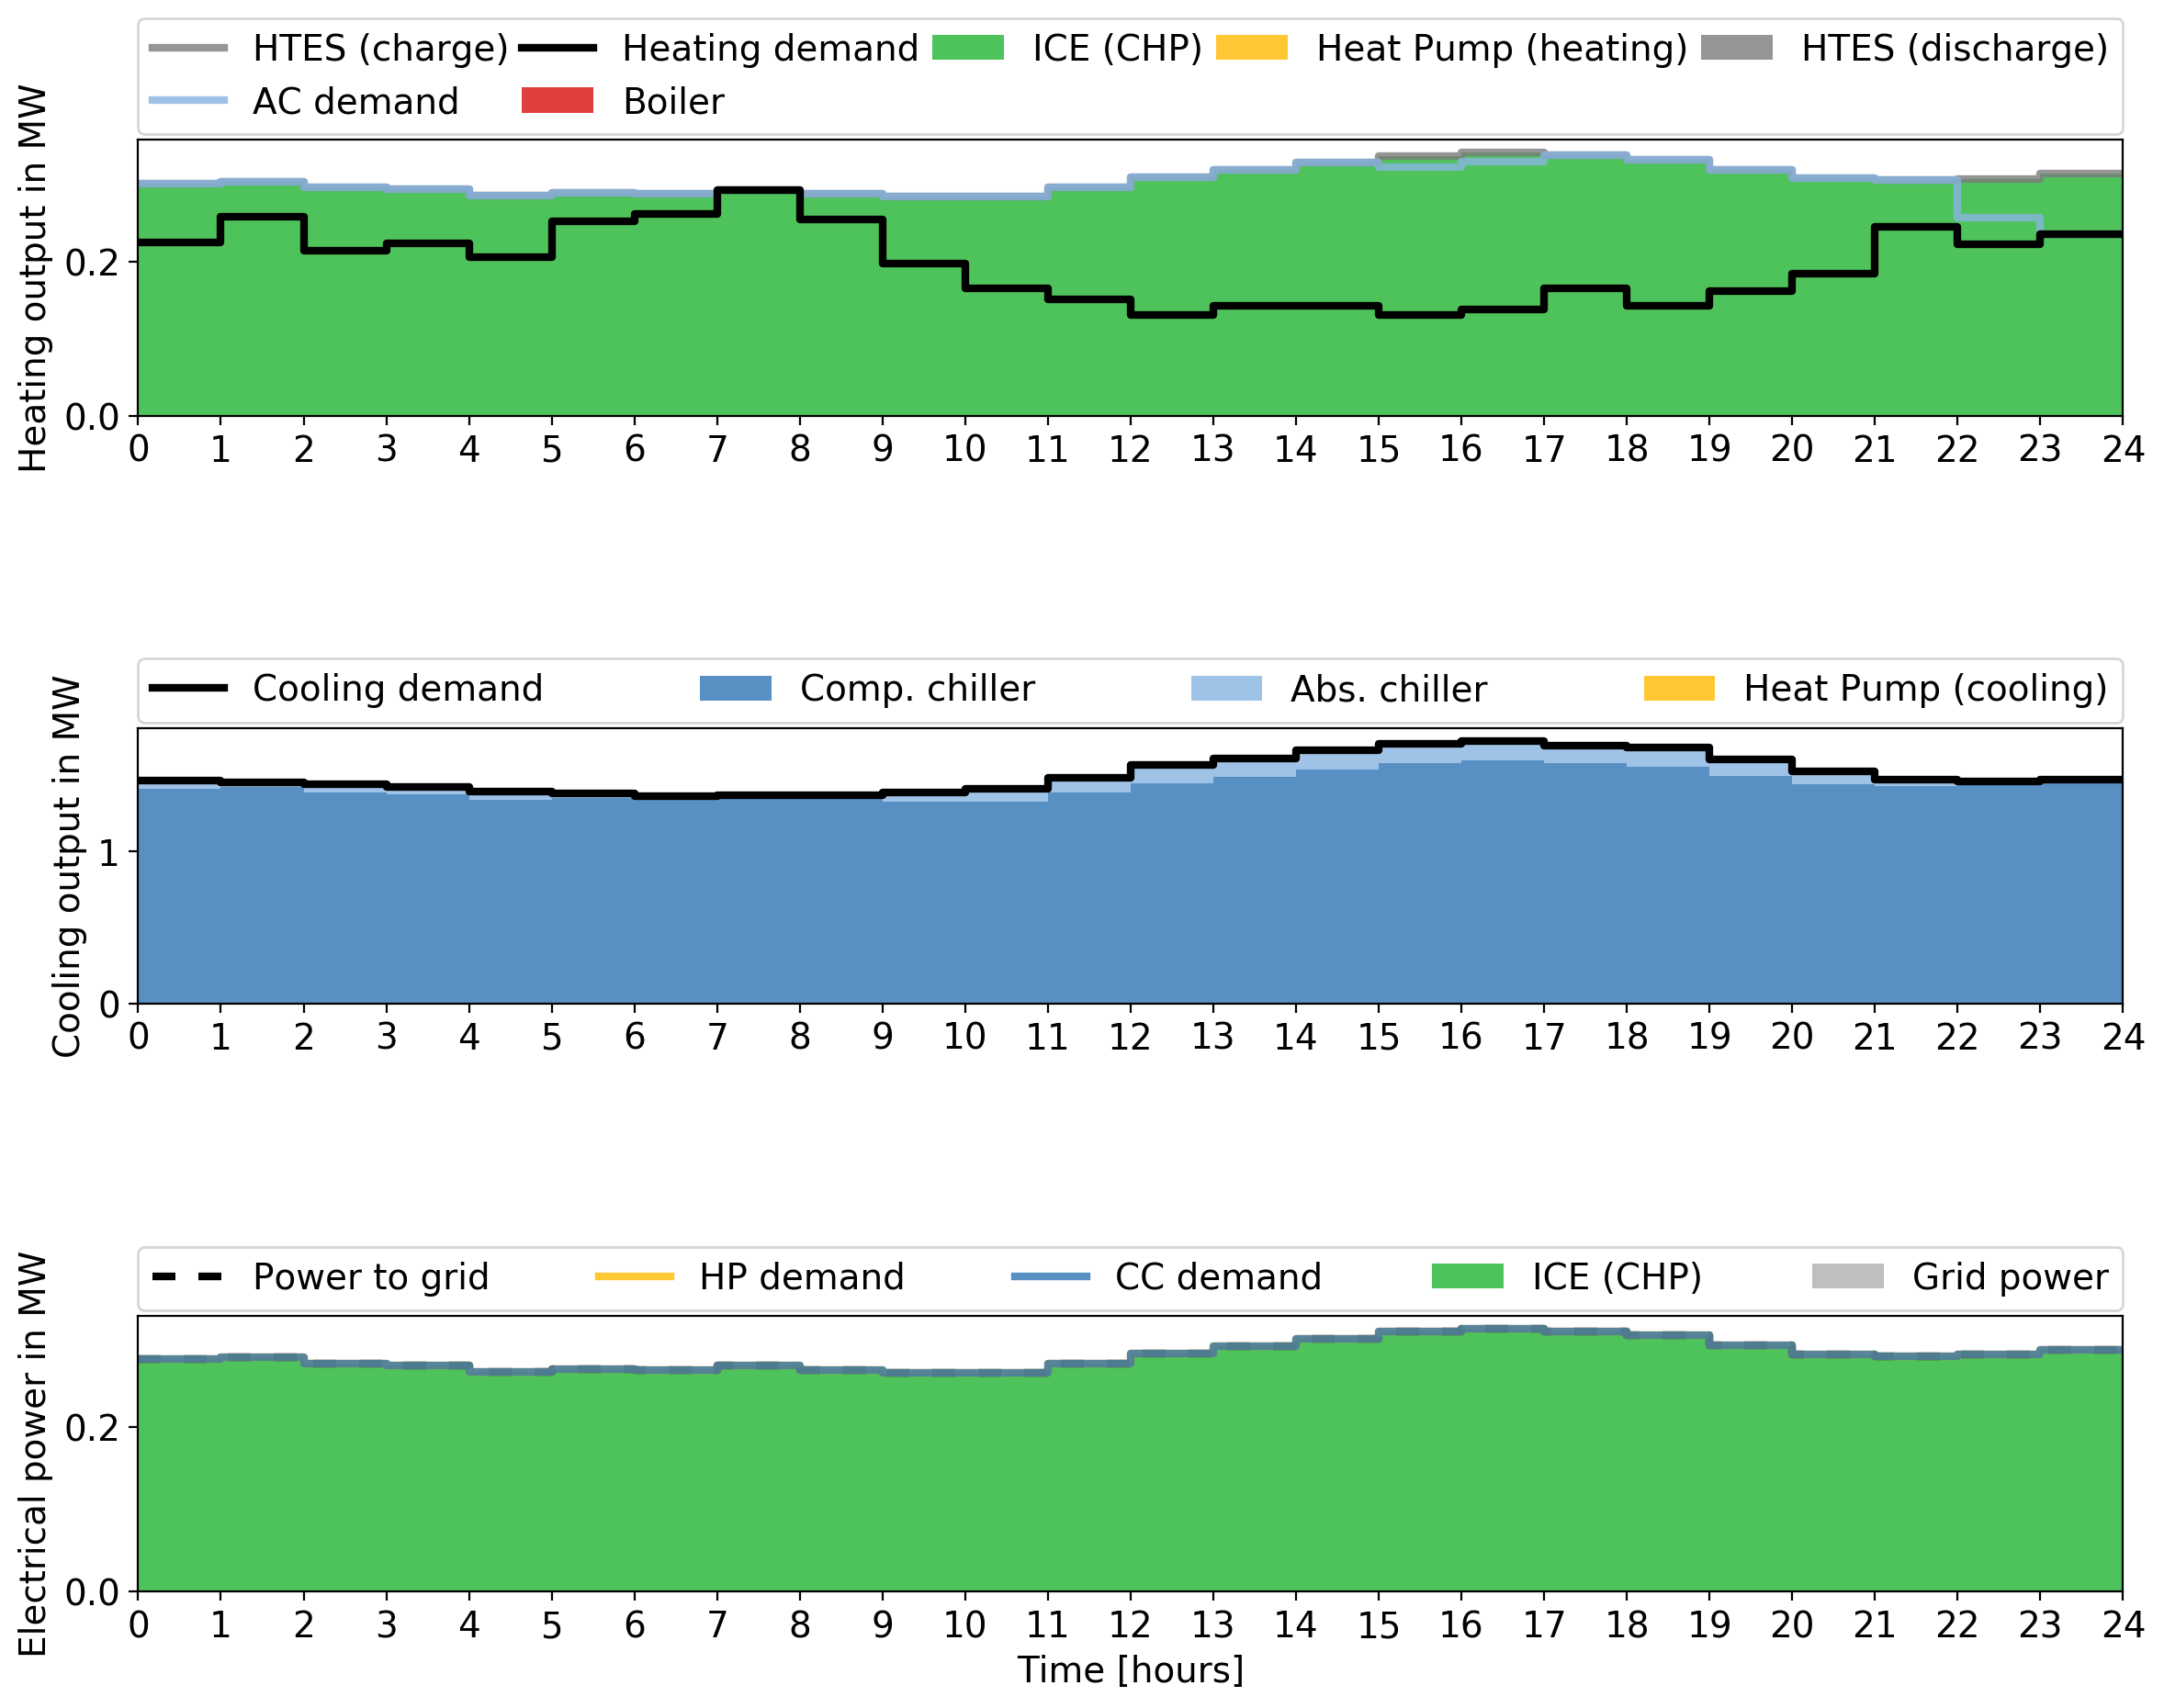 HTES (charge) Heating demand ICE (CHP) Heat Pump (heating) HTES (discharge)
AC demand Boiler
Heating output in MW
0.2
0.0
0 1 2 3 4 5 6 7 8 9 10 11 12 13 14 15 16 17 18 19 20 21 22 23 24
Cooling demand Comp. chiller Abs. chiller Heat Pump (cooling)
Cooling output in MW
1
0
0 1 2 3 4 5 6 7 8 9 10 11 12 13 14 15 16 17 18 19 20 21 22 23 24
Power to grid HP demand CC demand ICE (CHP) Grid power
Electrical power in MW
0.2
0.0
0 1 2 3 4 5 6 7 8 9 10 11 12 13 14 15 16 17 18 19 20 21 22 23 24
Time [hours]